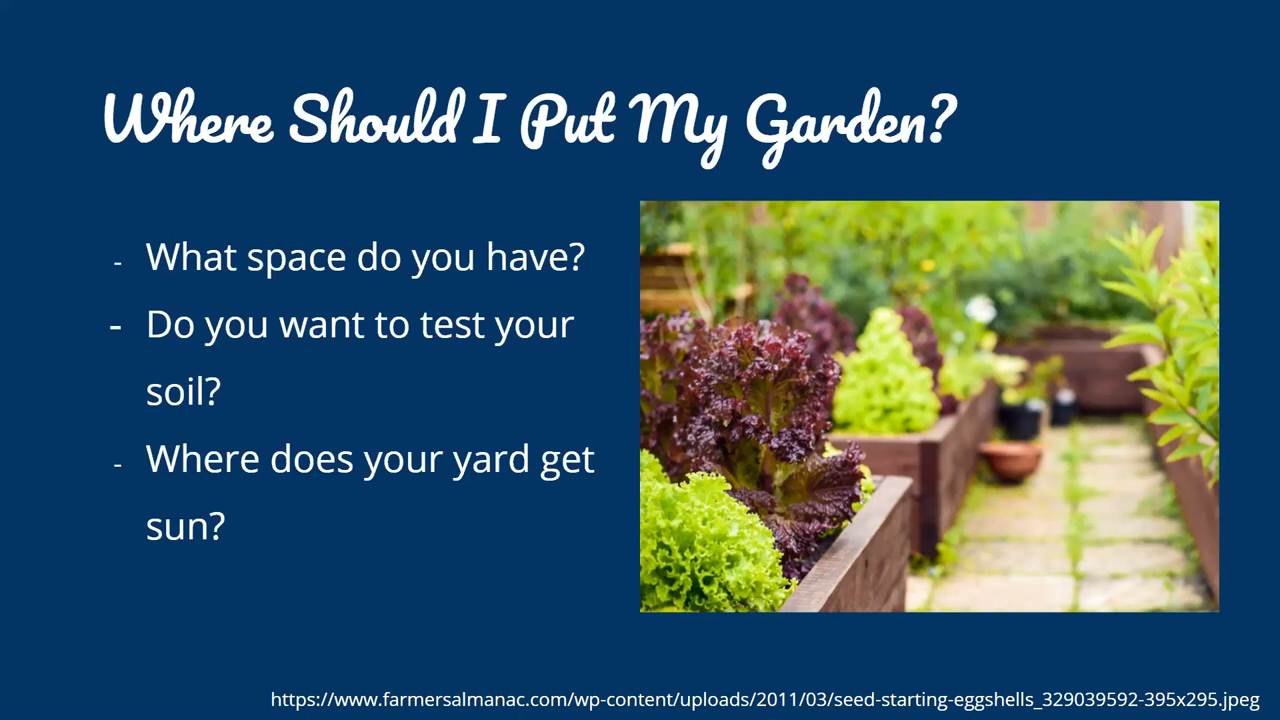 Where Should I Put My Garden?
- What space do you have?
- Do you want to test your
soil?
- Where does your yard get
sun?
https://www.farmersalmanac.com/wp-content/uploads/2011/03/seed-starting-eggshells_329039592-395x295.jpeg